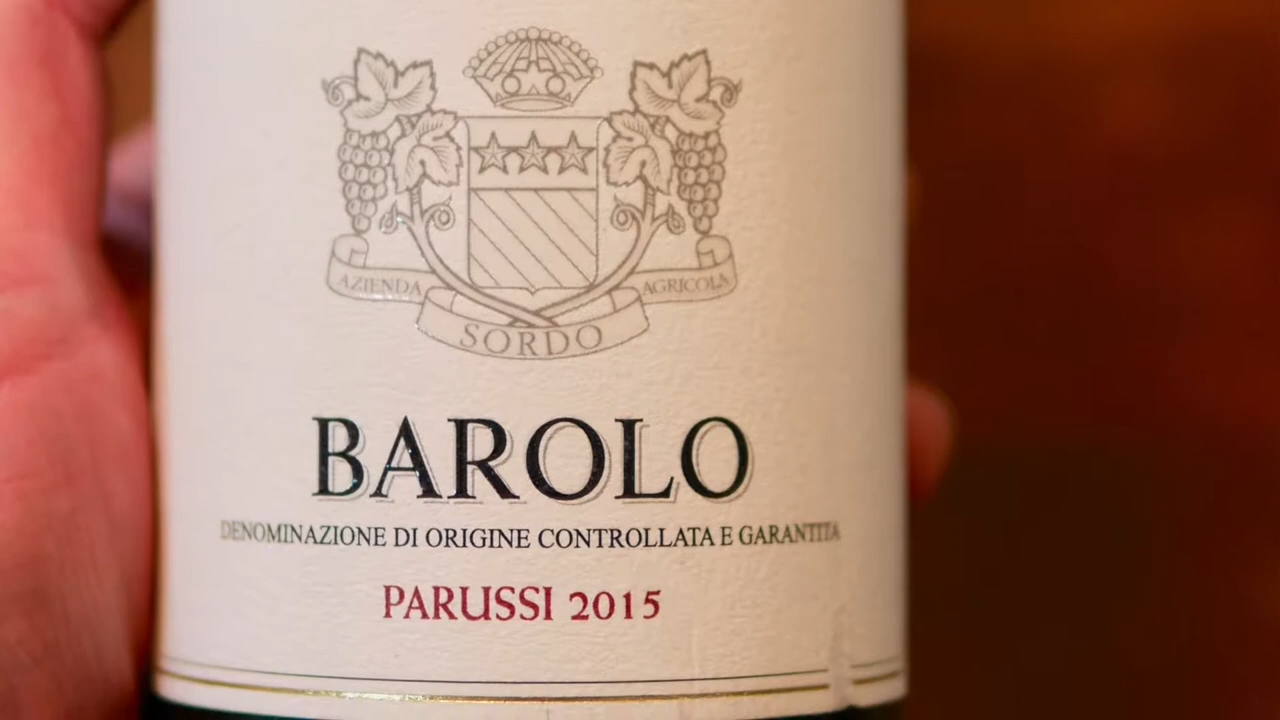 AZIENDA AGRICOLA
SORDO
BAROLO
DENOMINAZIONE DI ORIGINE CONTROLLATA E GARANTITA
PARUSSI 2015